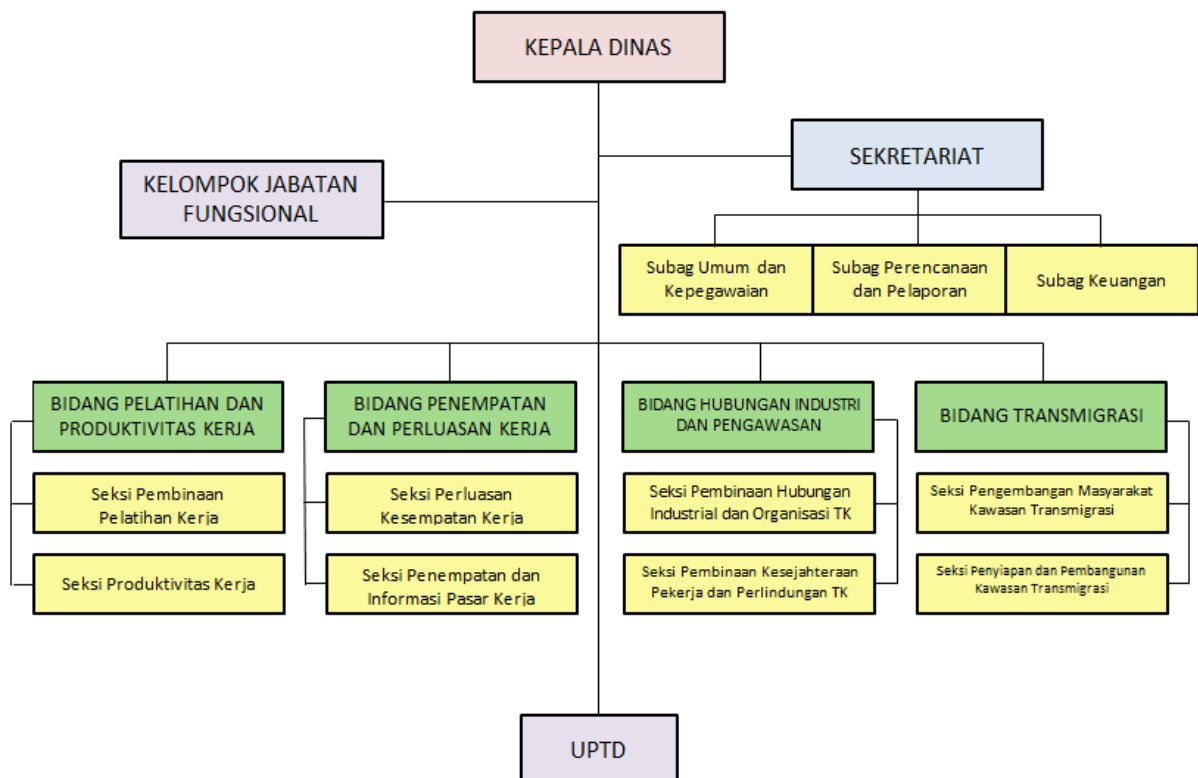 KEPALA DINAS
SEKRETARIAT
KELOMPOK JABATAN
FUNGSIONAL
Subag Umum dan
Kepegawaian
Subag Perencanaan
dan Pelaporan
Subag Keuangan
BIDANG PELATIHAN DAN
PRODUKTIVITAS KERJA
Seksi Pembinaan
Pelatihan Kerja
Seksi Produktivitas Kerja
BIDANG PENEMPATAN
DAN PERLUASAN KERJA
Seksi Perluasan
Kesempatan Kerja
Seksi Penempatan dan
Informasi Pasar Kerja
BIDANG HUBUNGAN INDUSTRI
DAN PENGAWASAN
Seksi Pembinaan Hubungan
Industrial dan Organisasi TK
Seksi Pembinaan Kesejahteraan
Pekerja dan Perlindungan TK
BIDANG TRANSMIGRASI
Seksi Pengembangan Masyarakat
Kawasan Transmigrasi
Seksi Penyiapan dan Pembangunan
Kawasan Transmigrasi
UPTD